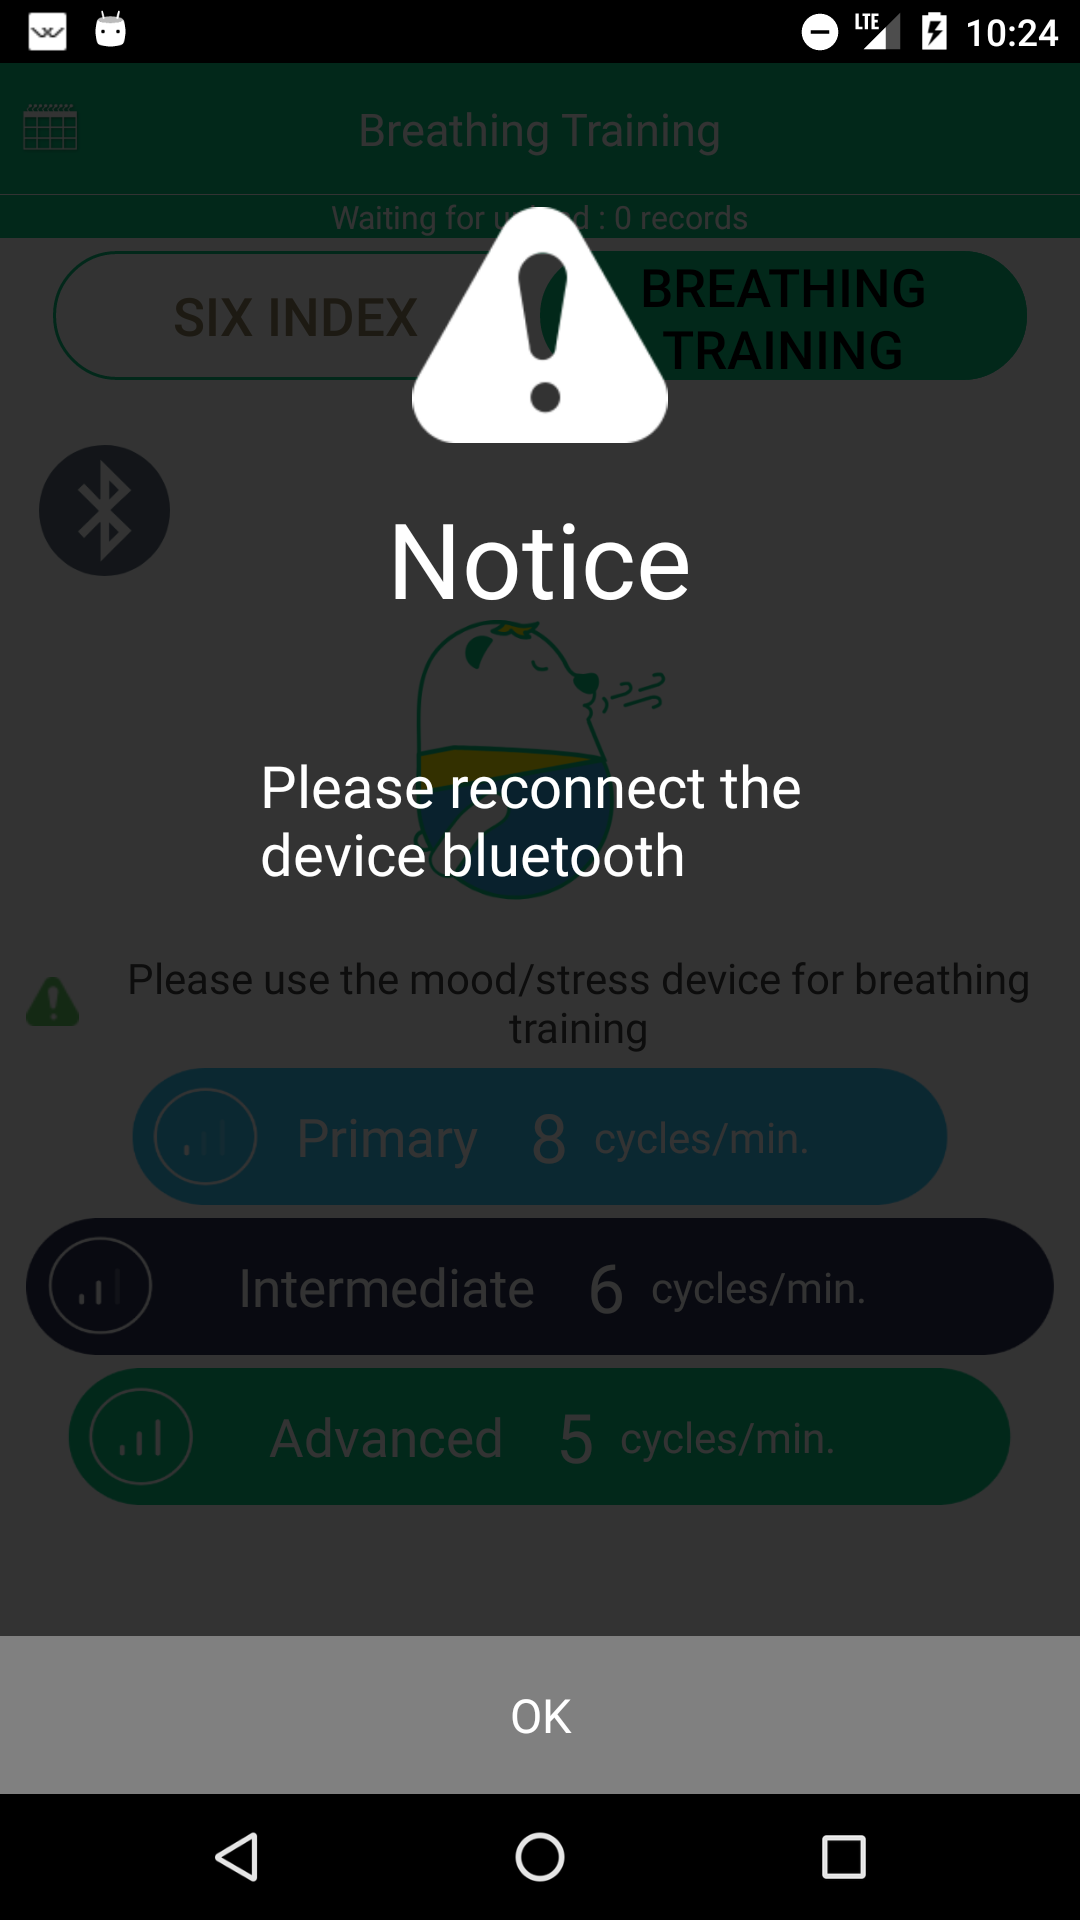 LTE 10:24
Breathing Training
Waiting for u d : 0 records
SIX INDEX
BREATHING
TRAINING
Notice
Please reconnect the
device bluetooth
Please use the mood/stress device for breathing
training
Primary 8 cycles/min.
Intermediate 6 cycles/min.
Advanced 5 cycles/min.
OK